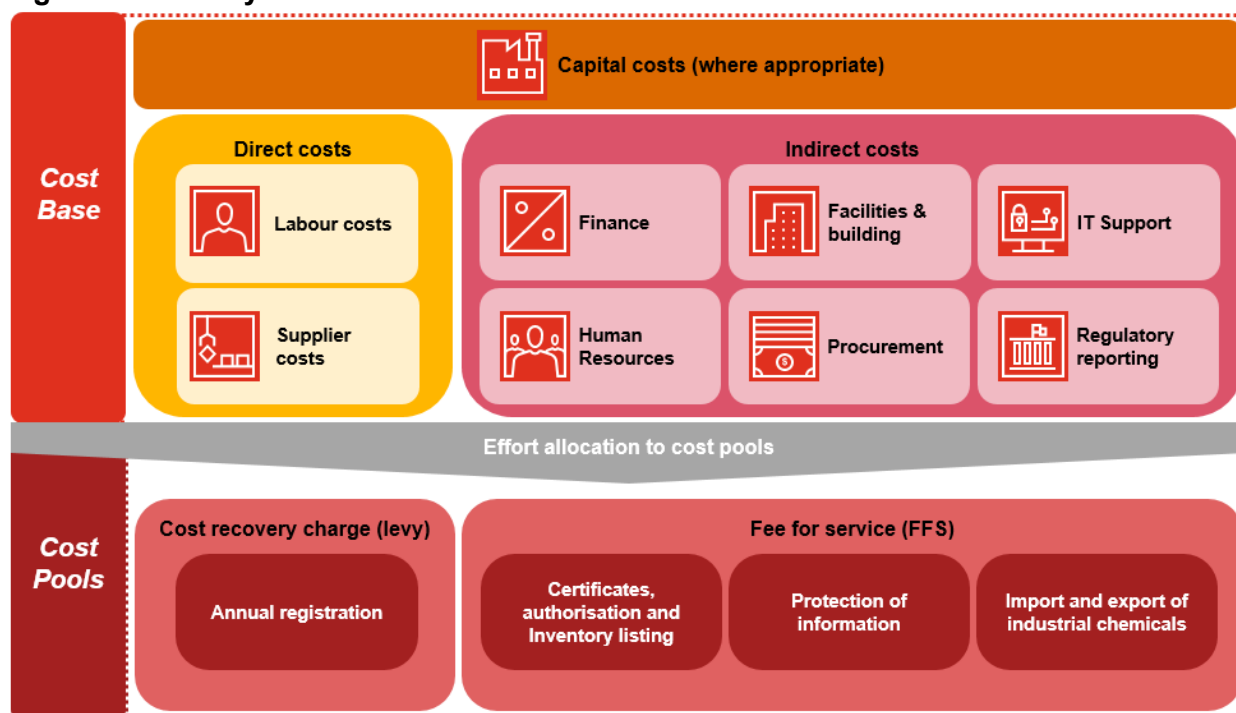 Capital costs (where appropriate)
Cost
Base
Direct costs
Labour costs
Supplier
costs
Indirect costs
Finance
Facilities &
building
IT Support
Human
Resources
Procurement
Regulatory
reporting
Effort allocation to cost pools
Cost
Pools
Cost recovery charge (levy)
Annual registration
Fee for service (FFS)
Certificates,
authorisation and
Inventory listing
Protection of
information
Import and export of
industrial chemicals